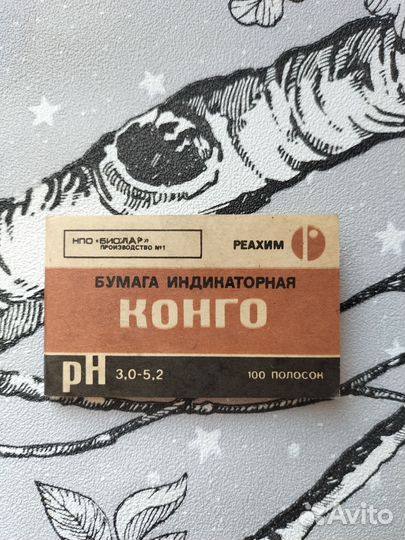 НПО «БИОЛАР»
ПРОИЗВОДСТВО №1
РЕАХИМ
БУМАГА ИНДИКАТОРНАЯ
КОНГО
pH 3,0-5,2
100 ПОЛОСОК
Avito